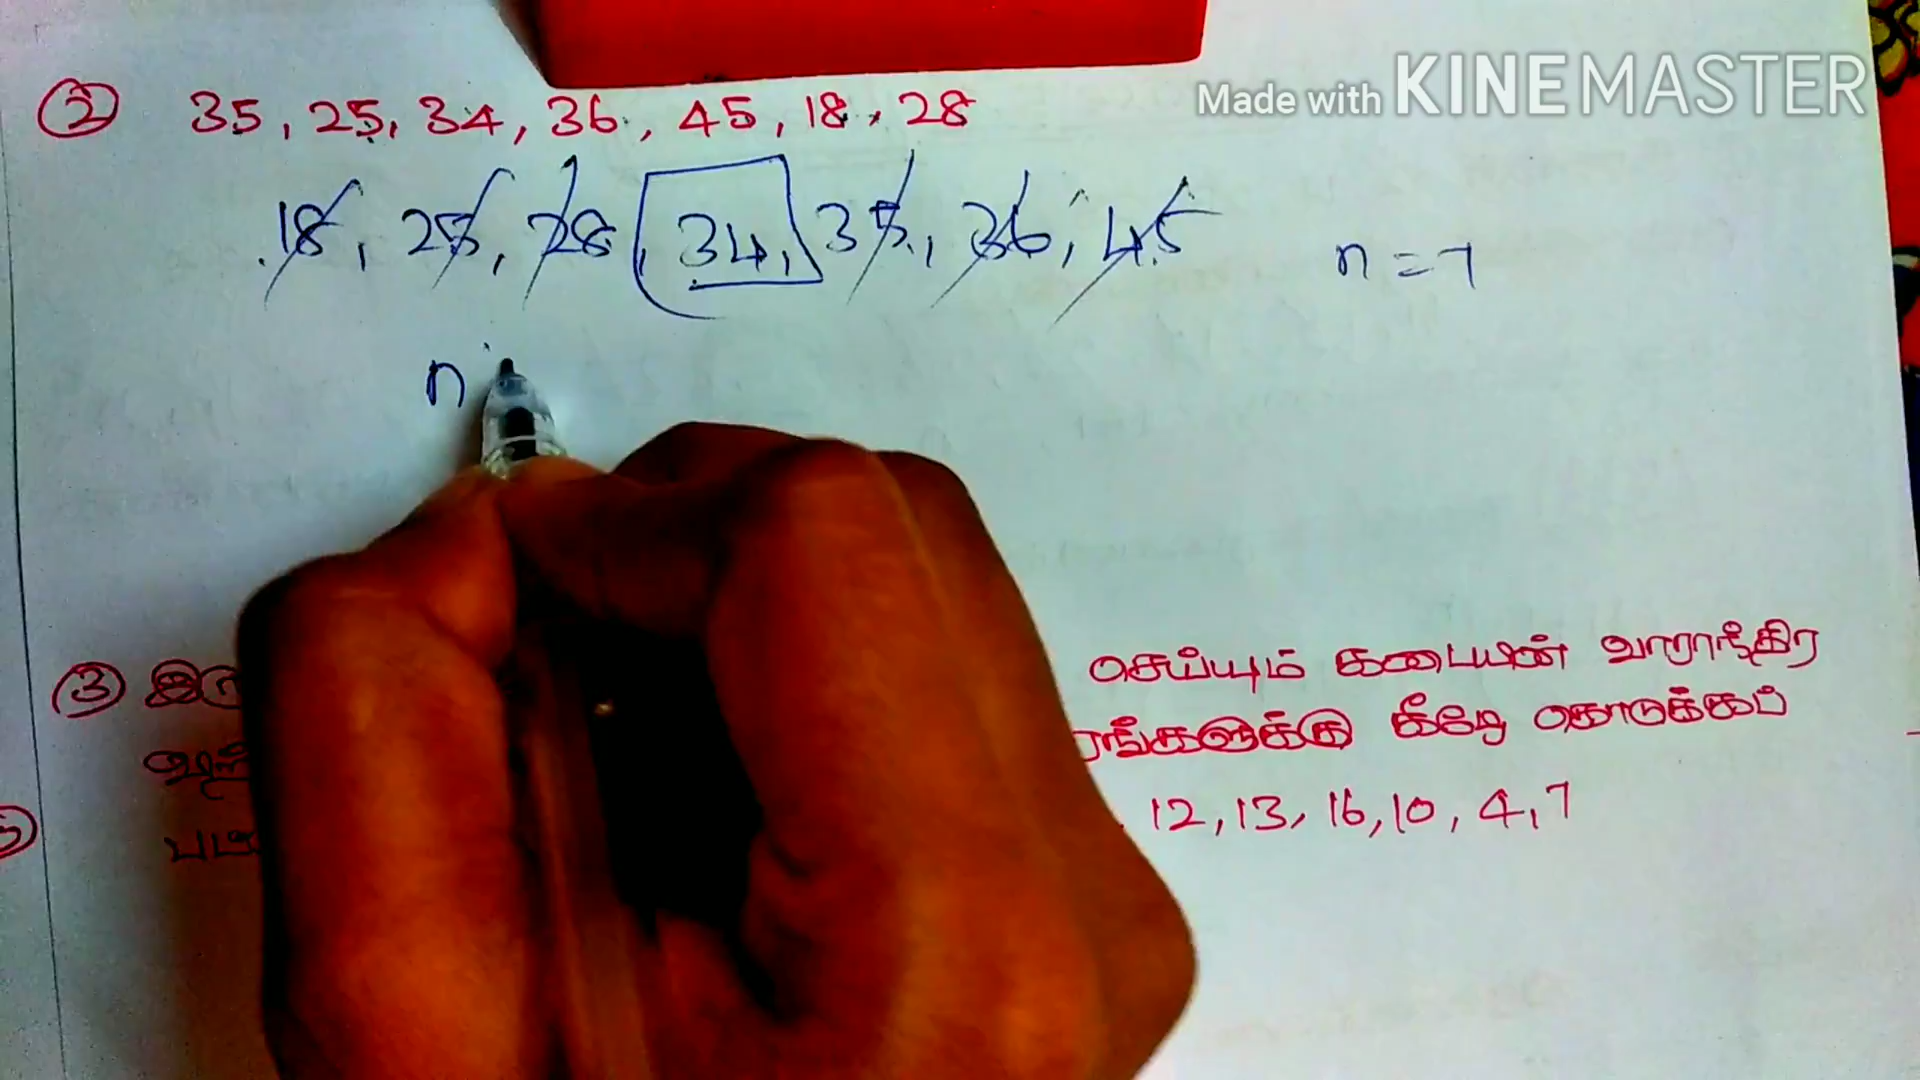 Made with KINEMASTER
② 35, 25, 34, 36, 45, 18, 28
18, 25, 28, 34, 35, 36, 45
n = 7
n
③ செய்யும் கடையின் வாராந்திர
கீழே கொடுக்கப்
12, 13, 16, 10, 4, 7